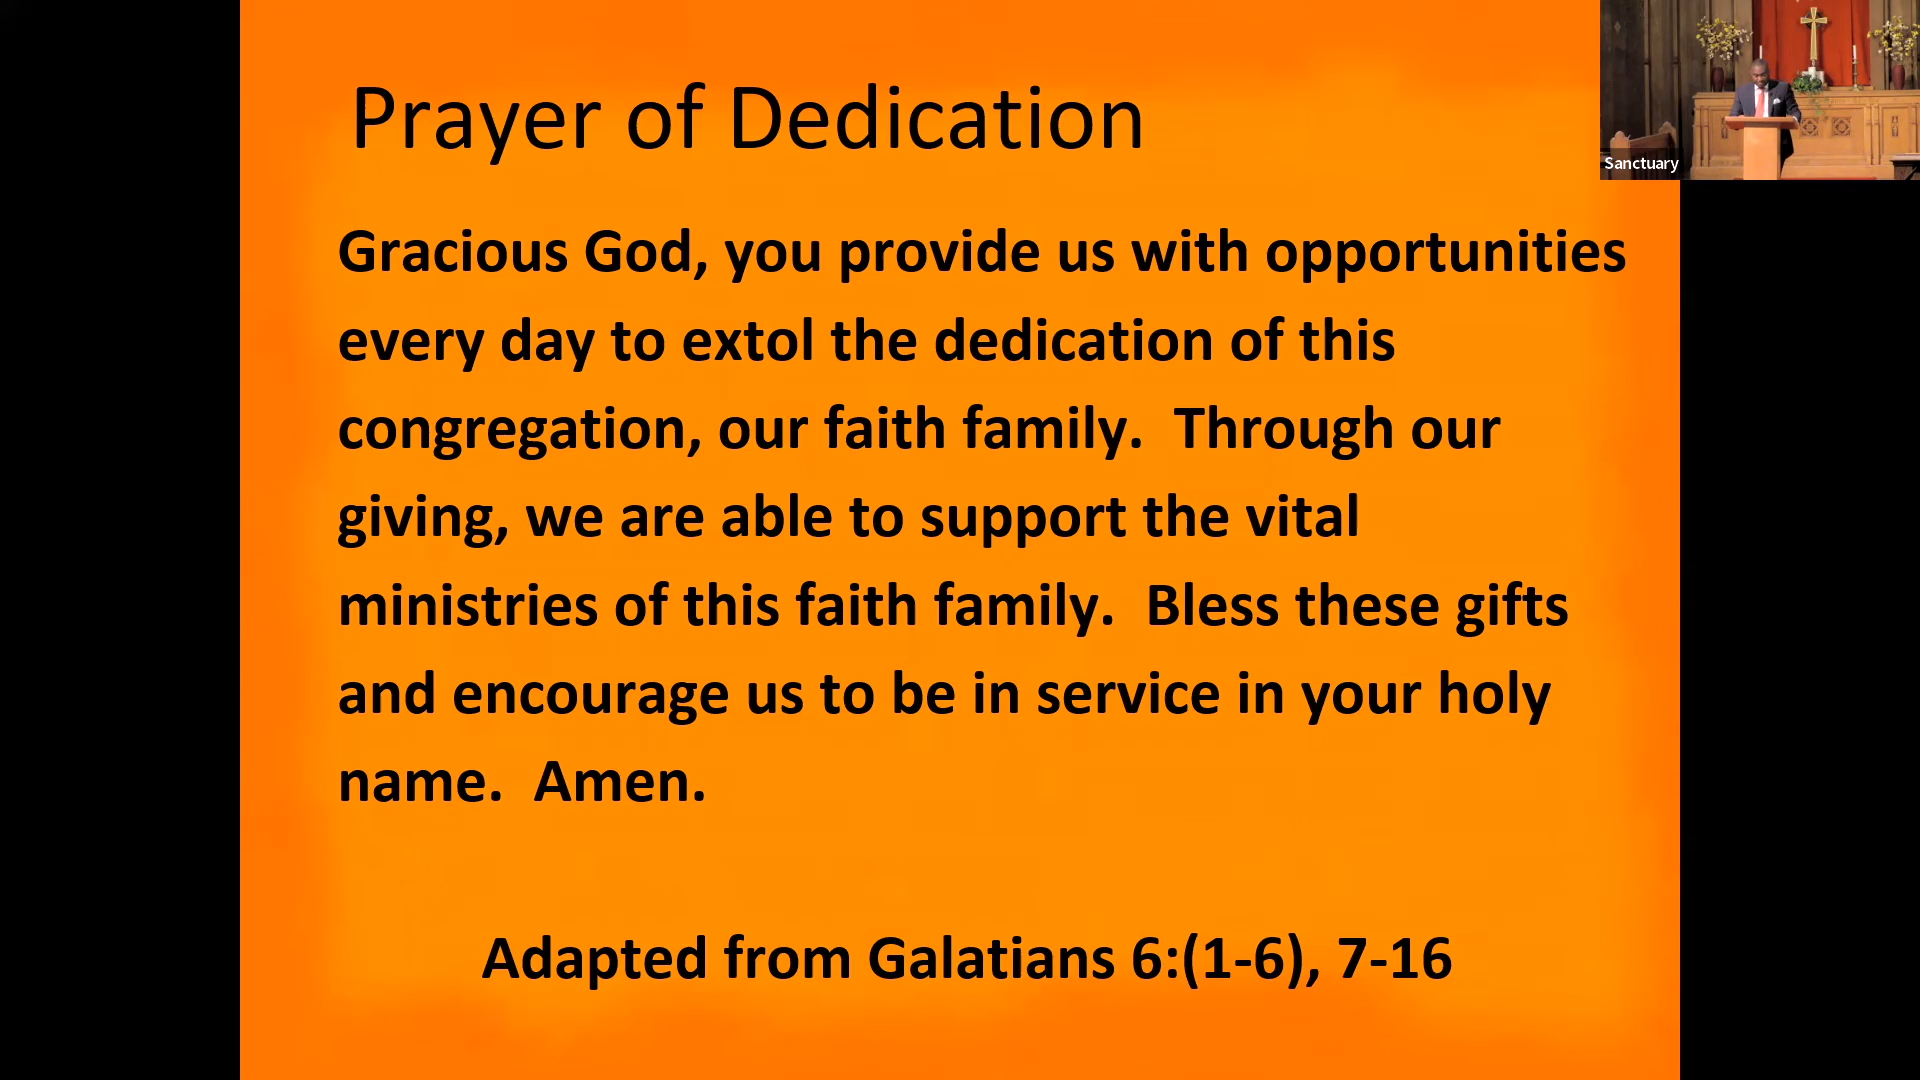 Prayer of Dedication
Gracious God, you provide us with opportunities
every day to extol the dedication of this
congregation, our faith family.  Through our
giving, we are able to support the vital
ministries of this faith family.  Bless these gifts
and encourage us to be in service in your holy
name.  Amen.
Adapted from Galatians 6:(1-6), 7-16
Sanctuary